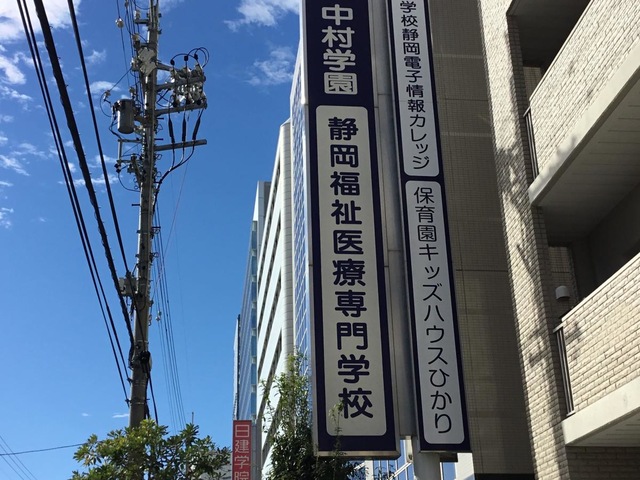 中村学園
静岡福祉医療専門学校
学校静岡電子情報カレッジ
保育園キッズハウスひかり
日建学院